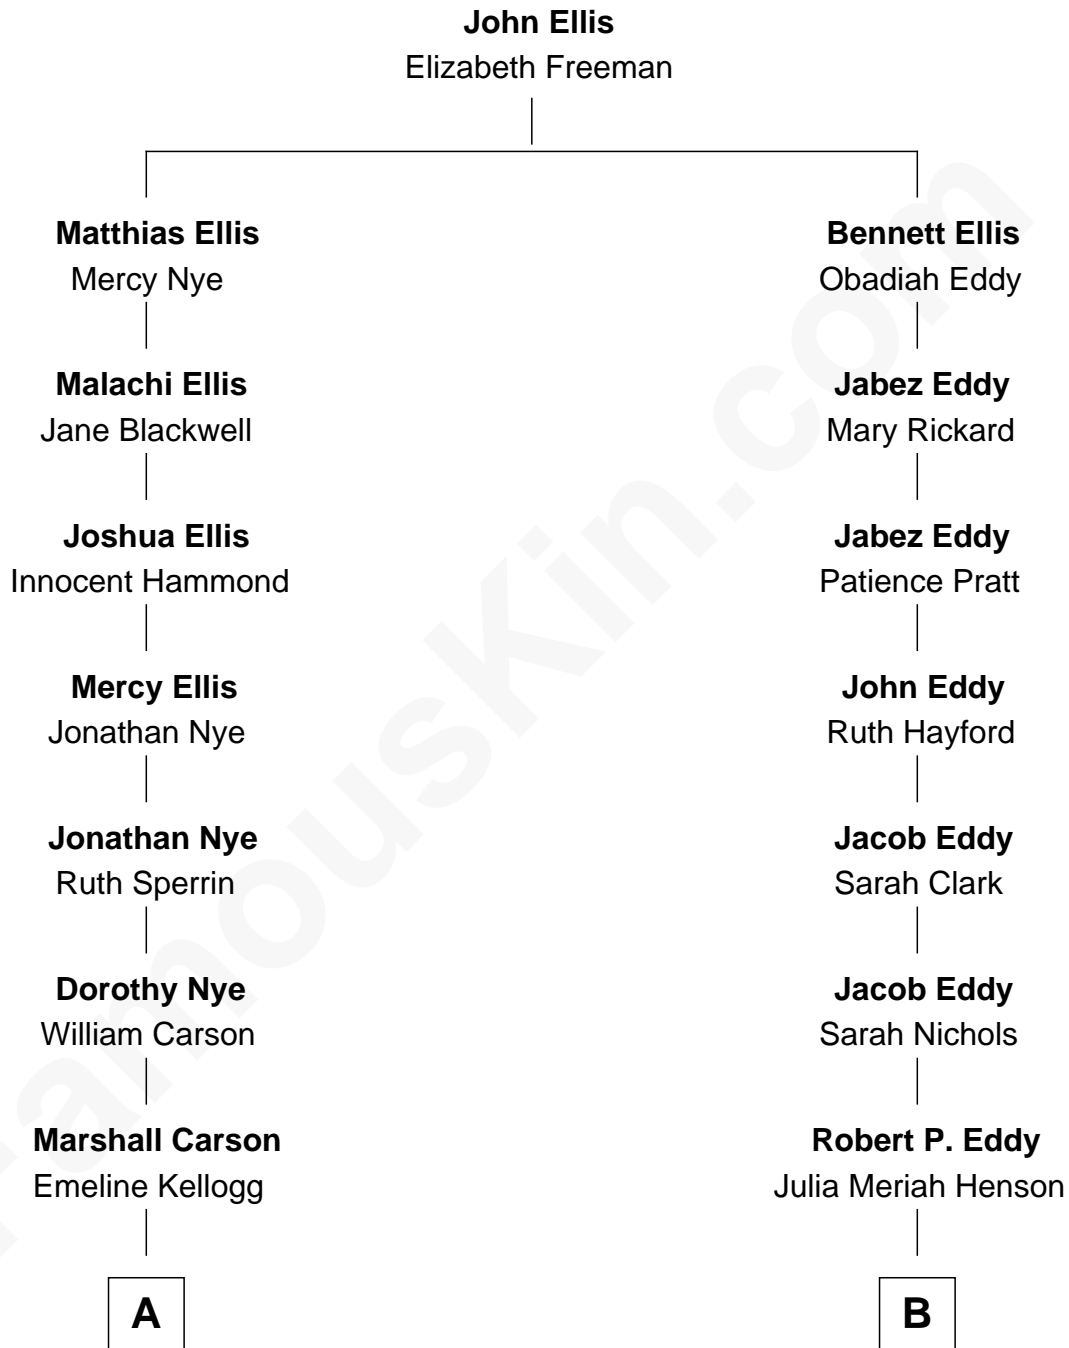 John Ellis
Elizabeth Freeman
Matthias Ellis
Mercy Nye
Malachi Ellis
Jane Blackwell
Joshua Ellis
Innocent Hammond
Mercy Ellis
Jonathan Nye
Jonathan Nye
Ruth Sperrin
Dorothy Nye
William Carson
Marshall Carson
Emeline Kellogg
A
Bennett Ellis
Obadiah Eddy
Jabez Eddy
Mary Rickard
Jabez Eddy
Patience Pratt
John Eddy
Ruth Hayford
Jacob Eddy
Sarah Clark
Jacob Eddy
Sarah Nichols
Robert P. Eddy
Julia Meriah Henson
B
FamousKin.com